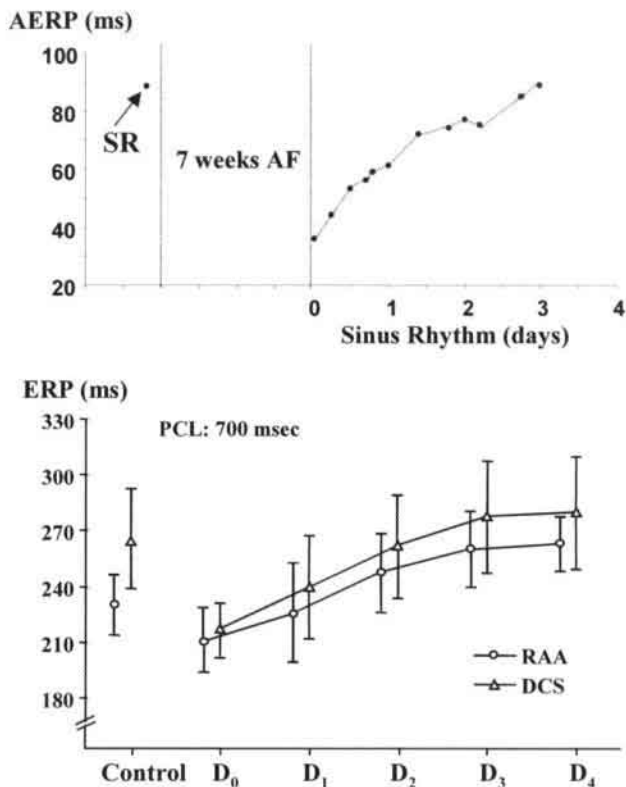 AERP (ms)
100
80
60
40
20
SR
7 weeks AF
0 1 2 3 4
Sinus Rhythm (days)
ERP (ms)
330
300
270
240
210
180
PCL: 700 msec
RAA
DCS
Control D₀ D₁ D₂ D₃ D₄